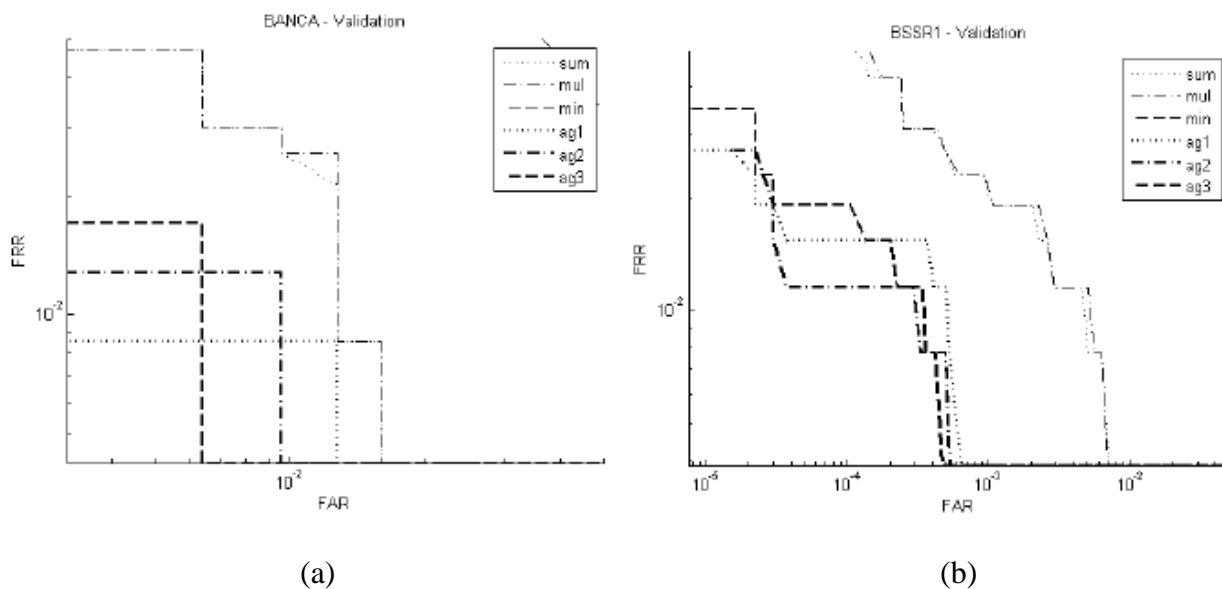 BANCA - Validation
sum
mul
min
ag1
ag2
ag3
FRR
10^-2
10^-2
FAR
(a)
BSSR1 - Validation
sum
mul
min
ag1
ag2
ag3
FRR
10^-2
10^-5
10^-4
10^-3
10^-2
FAR
(b)